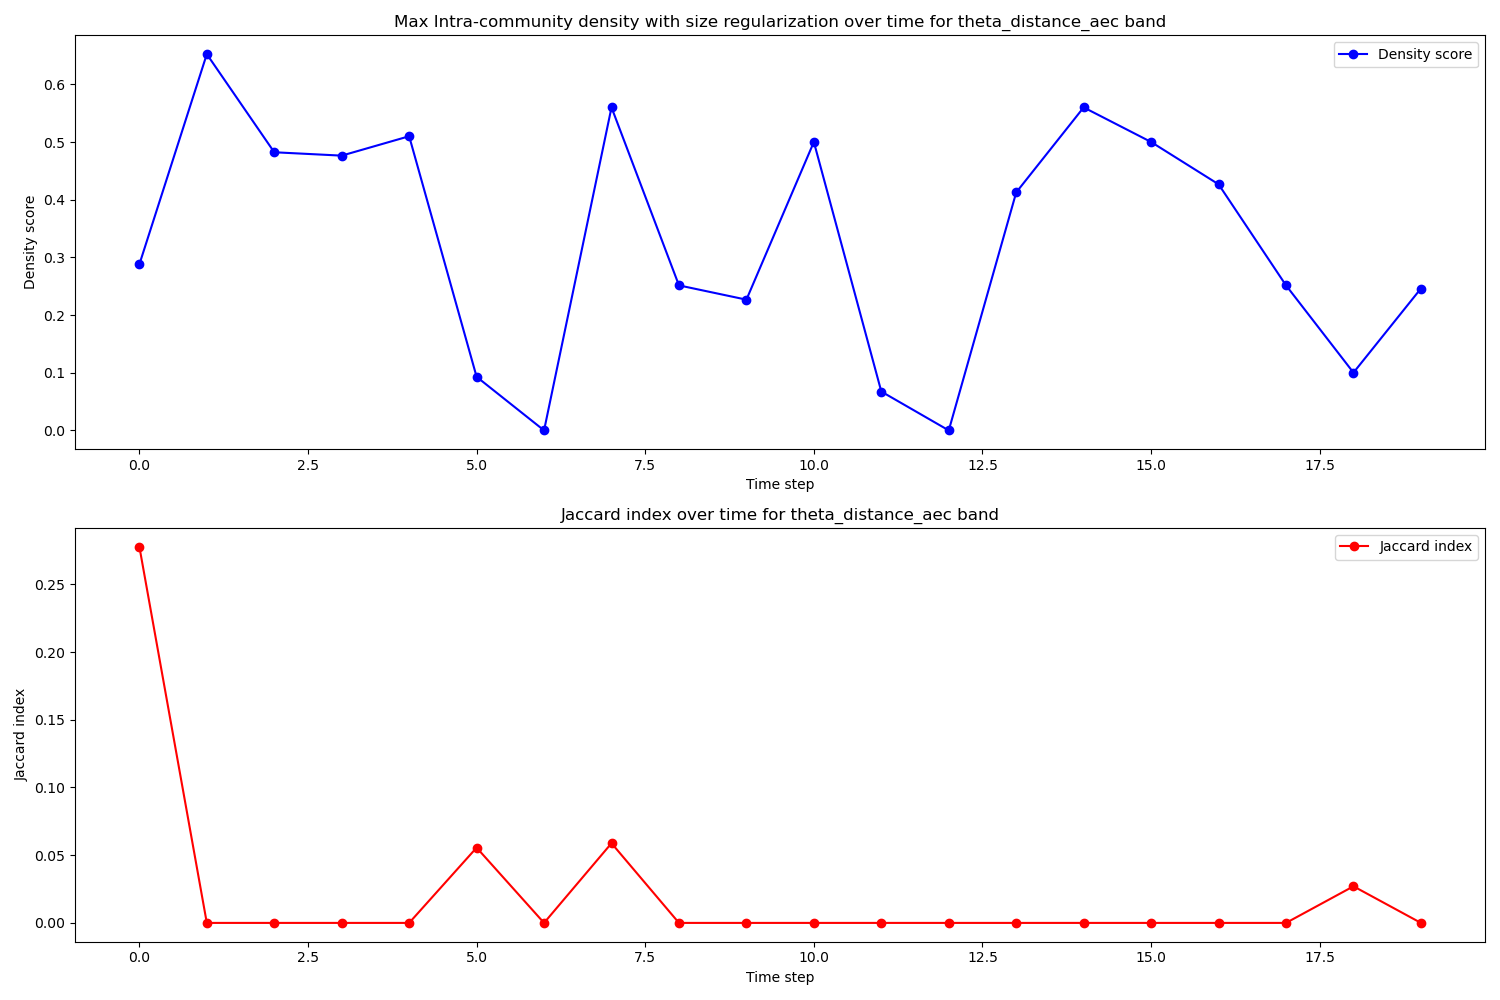 Max Intra-community density with size regularization over time for theta_distance_aec band
Density score
Density score
0.6
0.5
0.4
0.3
0.2
0.1
0.0
0.0 2.5 5.0 7.5 10.0 12.5 15.0 17.5
Time step
Jaccard index over time for theta_distance_aec band
Jaccard index
Jaccard index
0.25
0.20
0.15
0.10
0.05
0.00
0.0 2.5 5.0 7.5 10.0 12.5 15.0 17.5
Time step